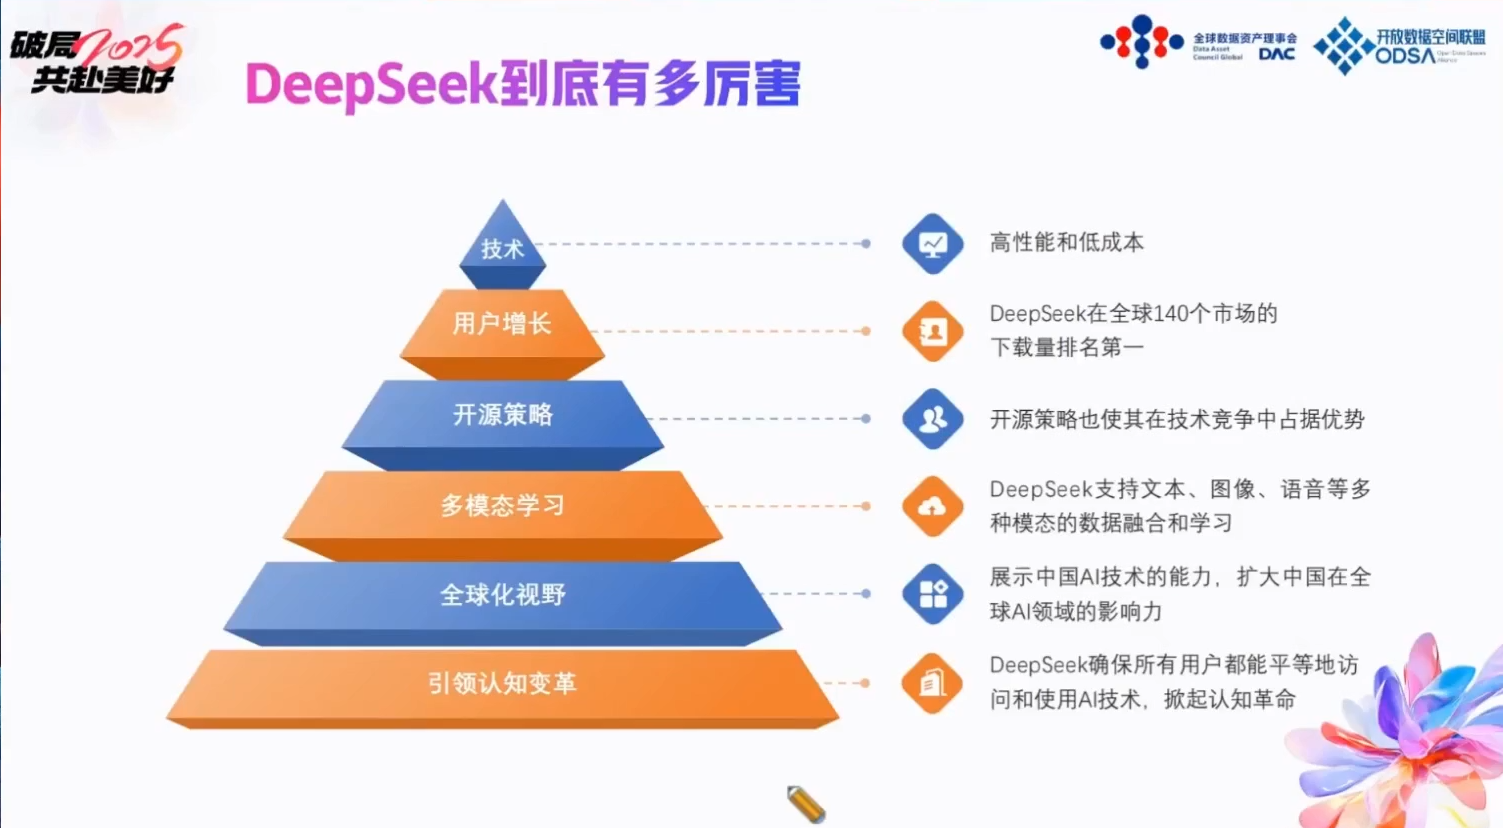 破局2025
共赴美好
DeepSeek到底有多厉害
全球数据资产理事会
Data Asset
Council Global
DAC
开放数据空间联盟
ODSA
Open Data Spaces
Alliance
技术
高性能和低成本
用户增长
DeepSeek在全球140个市场的
下载量排名第一
开源策略
开源策略也使其在技术竞争中占据优势
多模态学习
DeepSeek支持文本、图像、语音等多
种模态的数据融合和学习
全球化视野
展示中国AI技术的能力，扩大中国在全
球AI领域的影响力
引领认知变革
DeepSeek确保所有用户都能平等地访
问和使用AI技术，掀起认知革命